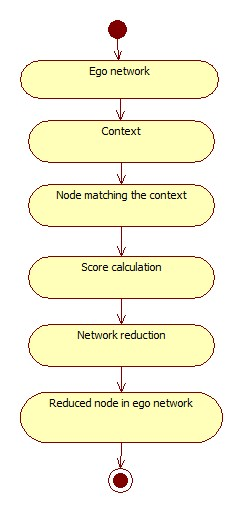 Ego network
Context
Node matching the context
Score calculation
Network reduction
Reduced node in ego network